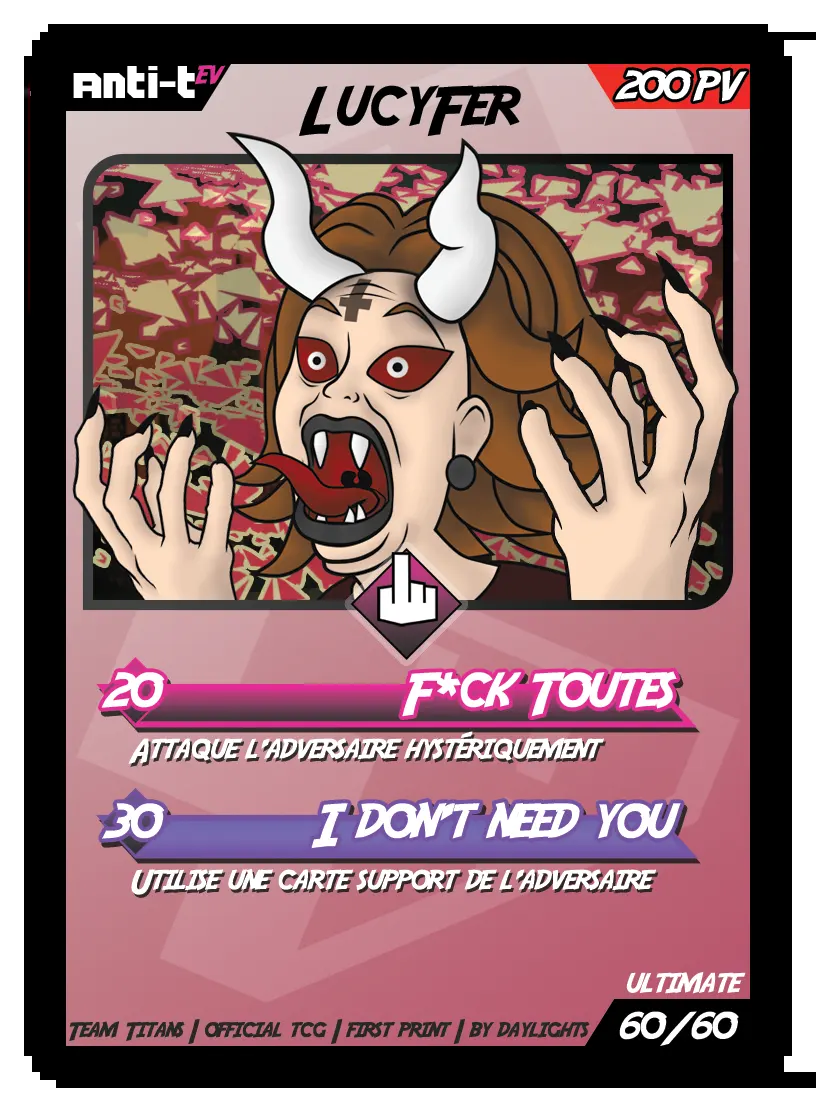 anti-t EV
LucyFer
200 PV
20 F*ck Toutes
Attaque l'adversaire hystériquement
30 I don't need you
Utilise une carte support de l'adversaire
Ultimate
Team Titans | official tcg | first print | by daylights
60/60